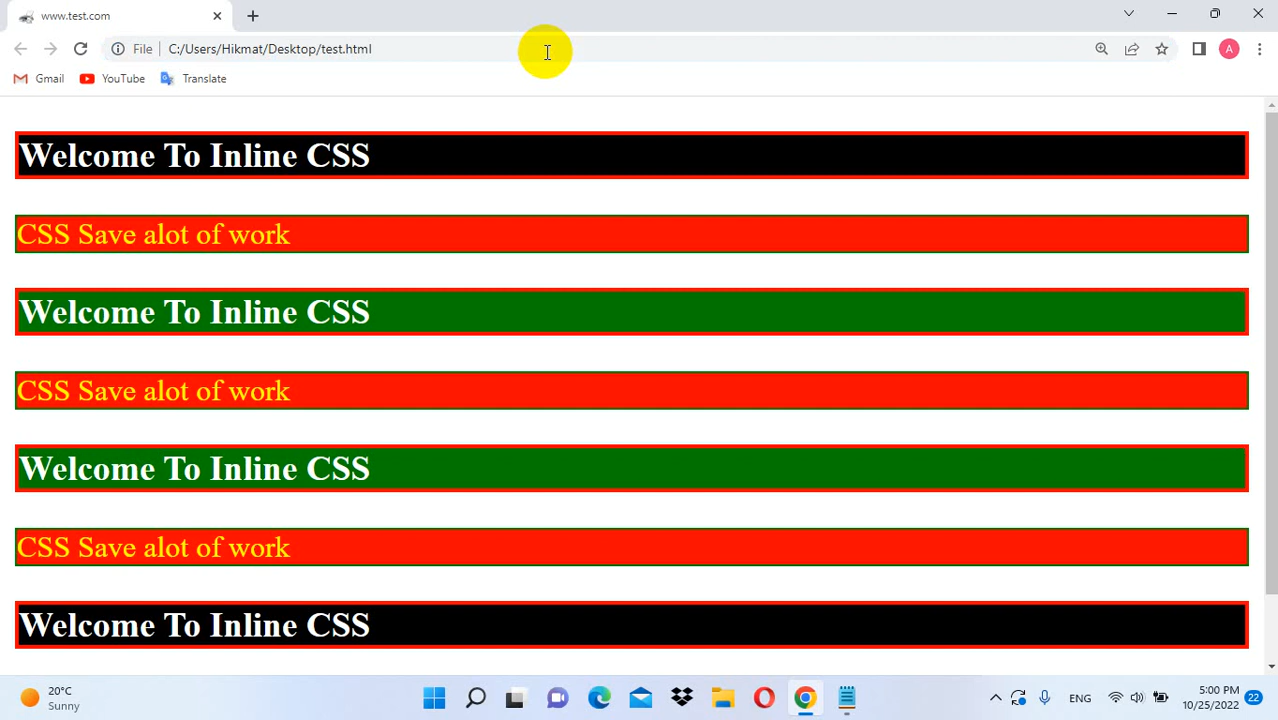 www.test.com
File C:/Users/Hikmat/Desktop/test.html
A
Gmail YouTube Translate
Welcome To Inline CSS
CSS Save alot of work
Welcome To Inline CSS
CSS Save alot of work
Welcome To Inline CSS
CSS Save alot of work
Welcome To Inline CSS
20°C
Sunny
ENG
5:00 PM
10/25/2022
22